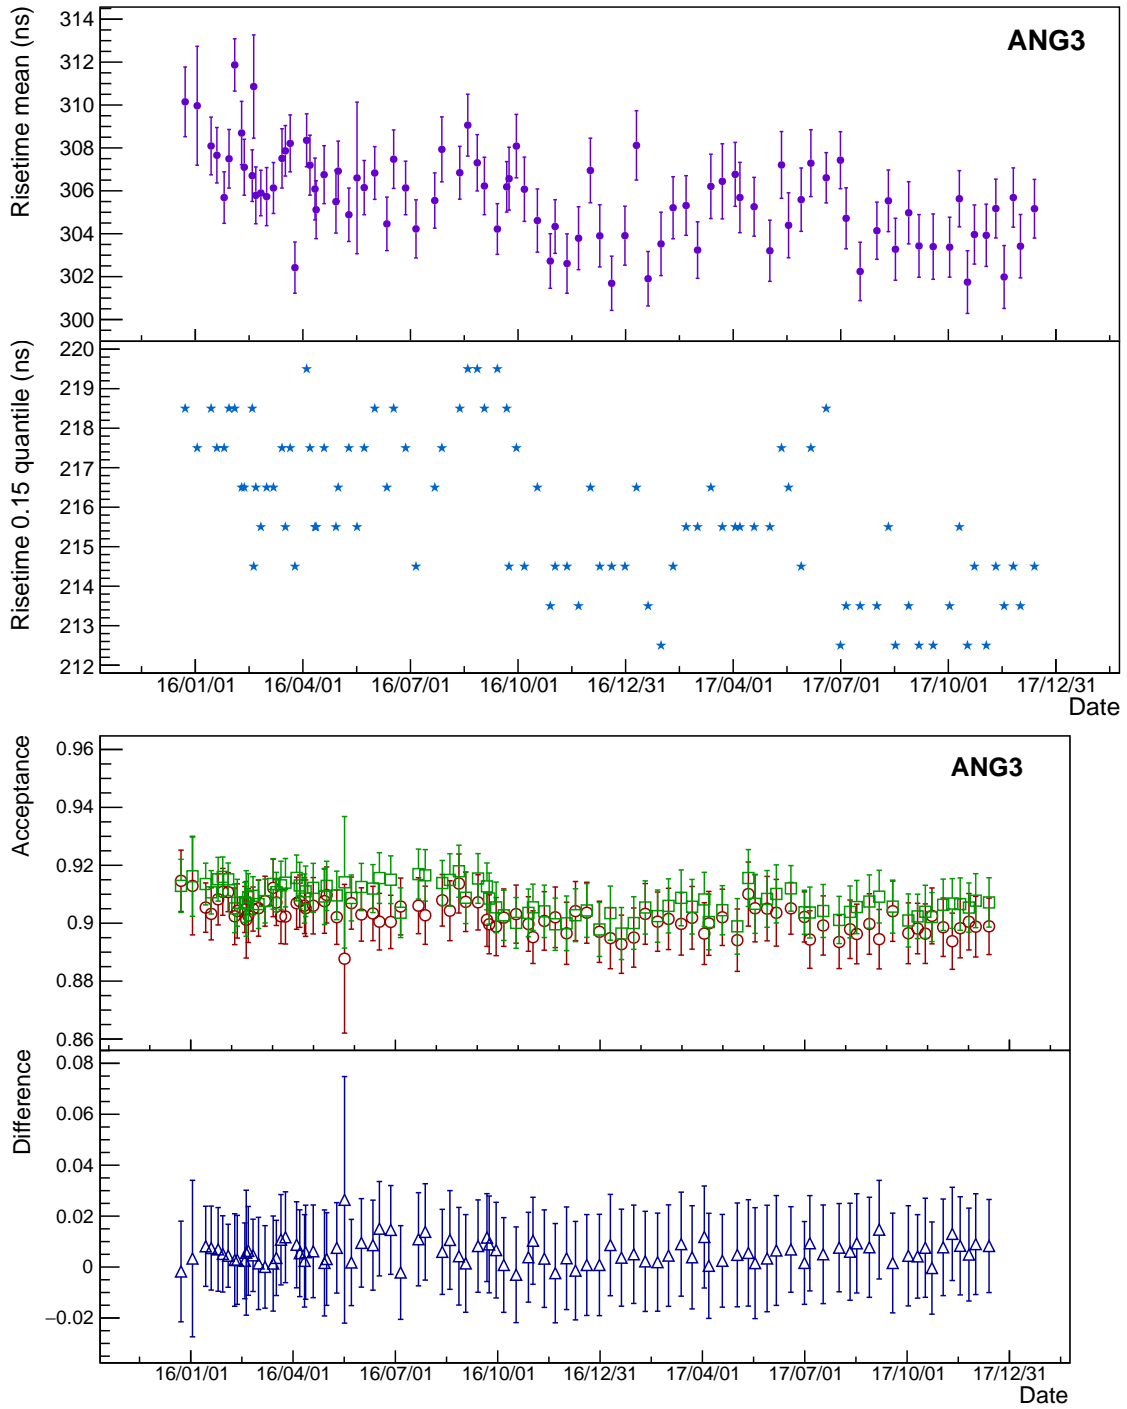 Risetime mean (ns)
ANG3
314
312
310
308
306
304
302
300
Risetime 0.15 quantile (ns)
220
219
218
217
216
215
214
213
212
16/01/01 16/04/01 16/07/01 16/10/01 16/12/31 17/04/01 17/07/01 17/10/01 17/12/31
Date
Acceptance
ANG3
0.96
0.94
0.92
0.9
0.88
0.86
Difference
0.08
0.06
0.04
0.02
0
−0.02
16/01/01 16/04/01 16/07/01 16/10/01 16/12/31 17/04/01 17/07/01 17/10/01 17/12/31
Date